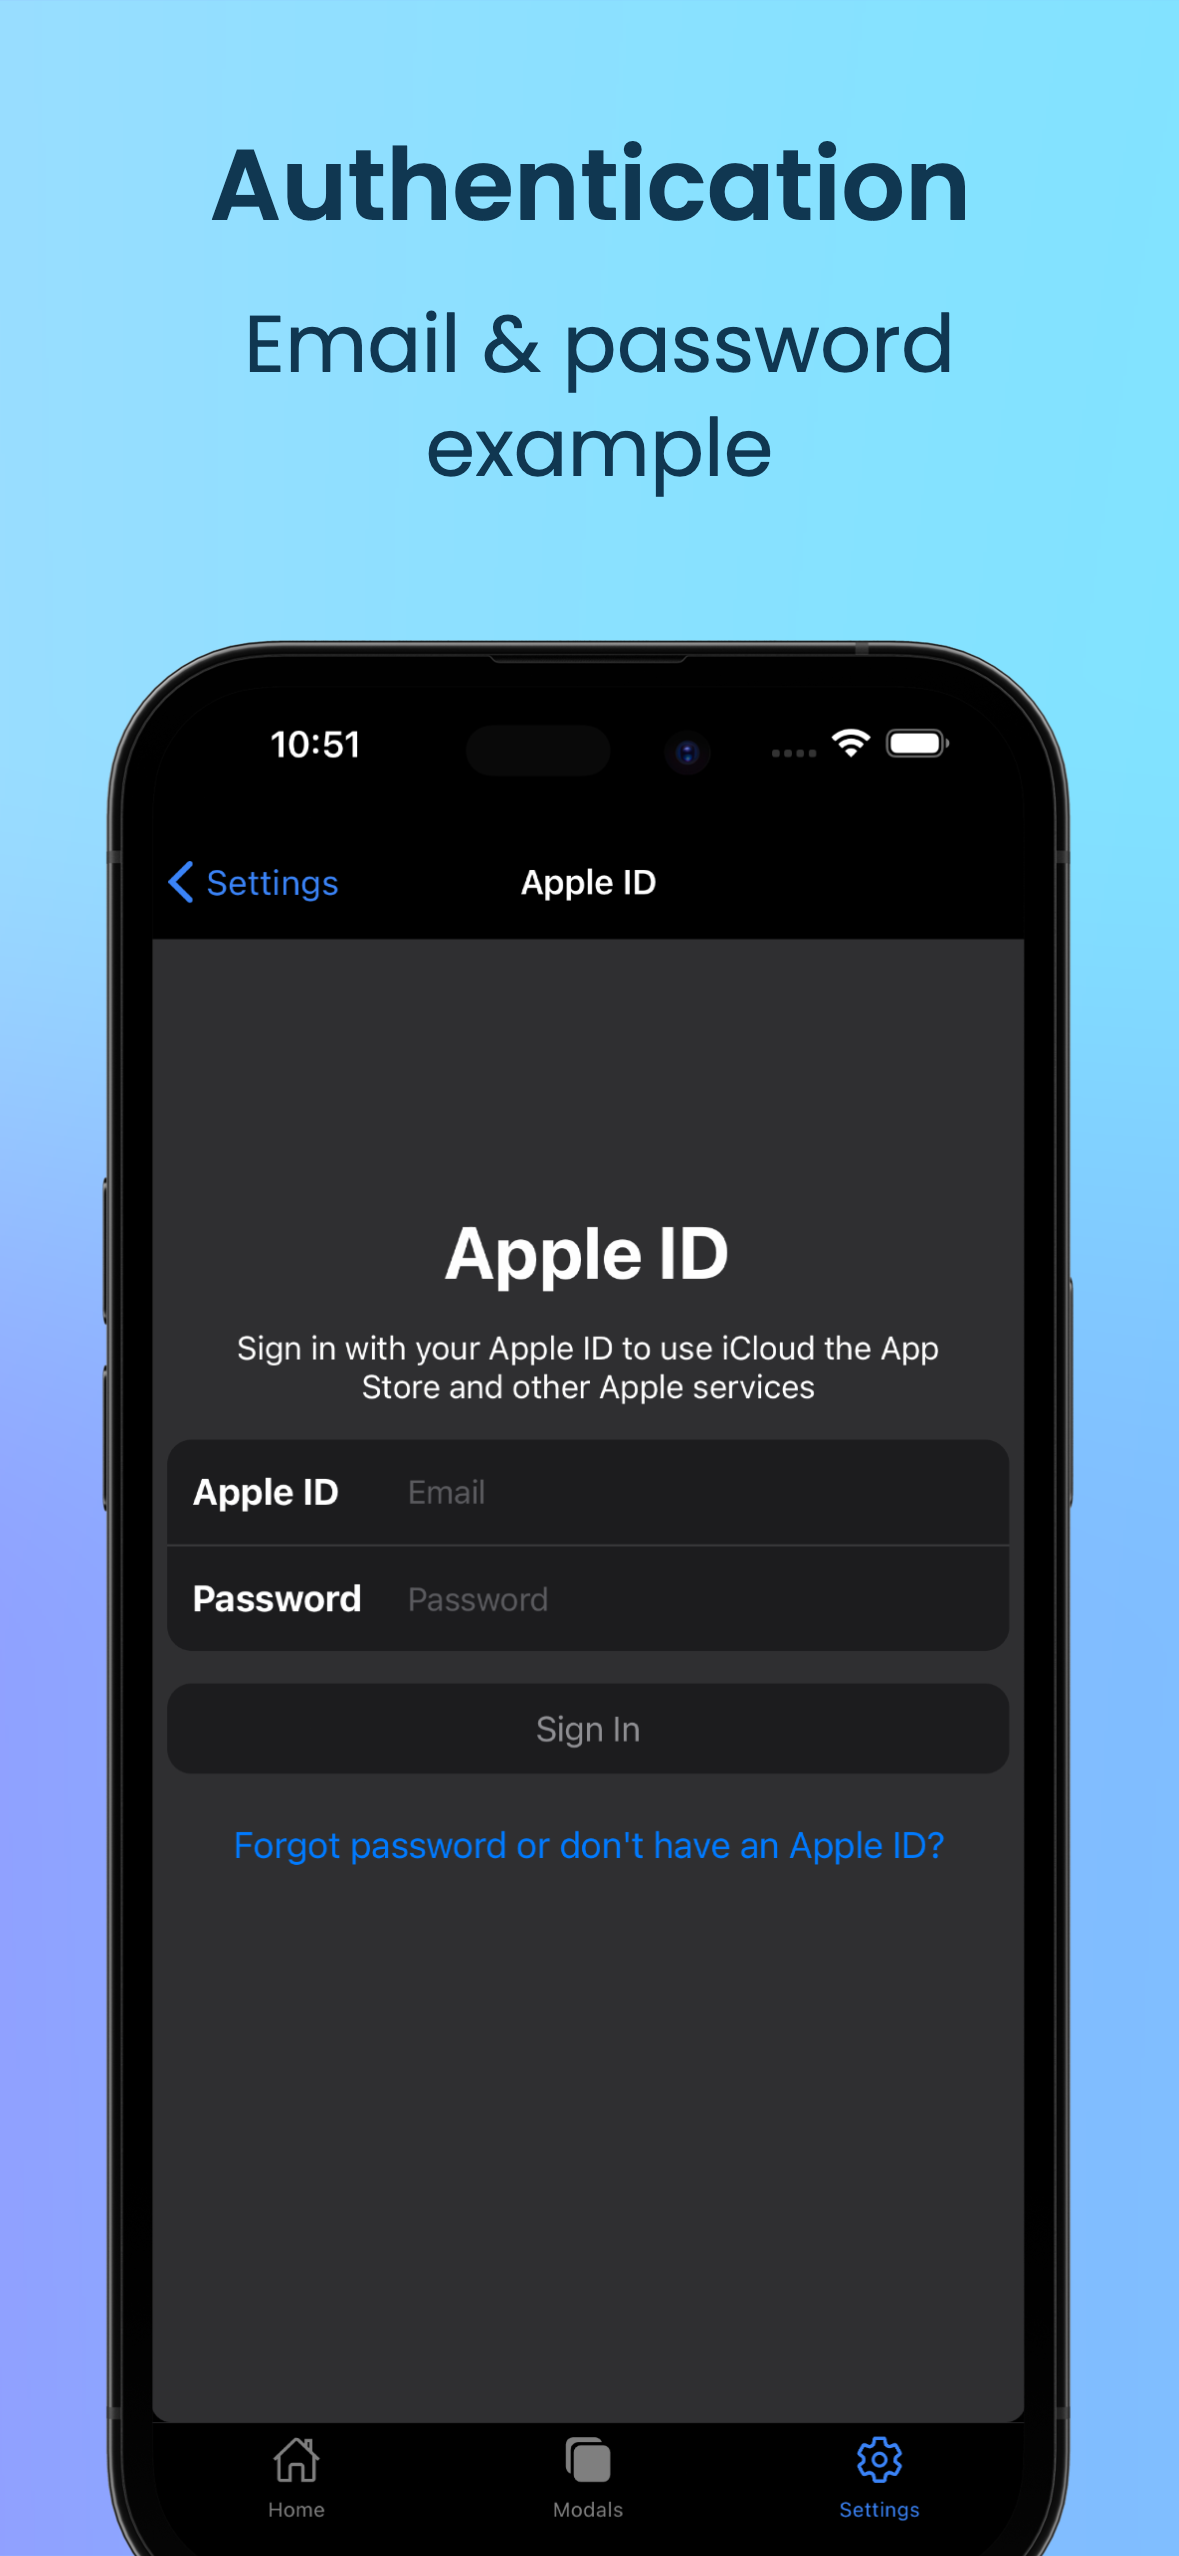 Authentication
Email & password
example
10:51
Settings
Apple ID
Apple ID
Sign in with your Apple ID to use iCloud the App
Store and other Apple services
Apple ID Email
Password Password
Sign In
Forgot password or don't have an Apple ID?
Home Modals Settings